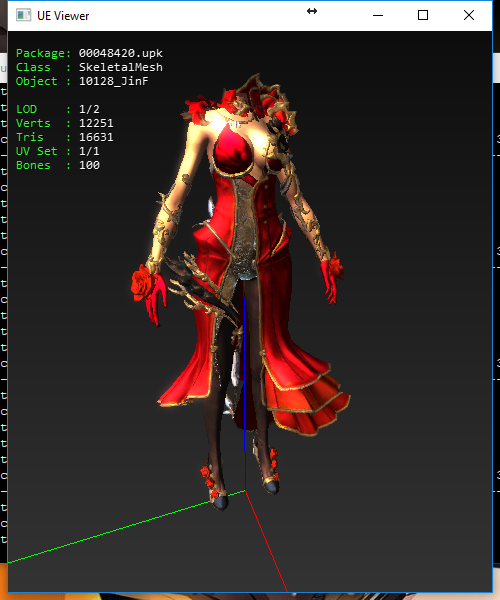 UE Viewer
Package: 00048420.upk
Class : SkeletalMesh
Object : 10128_JinF
LOD : 1/2
Verts : 12251
Tris : 16631
UV Set : 1/1
Bones : 100